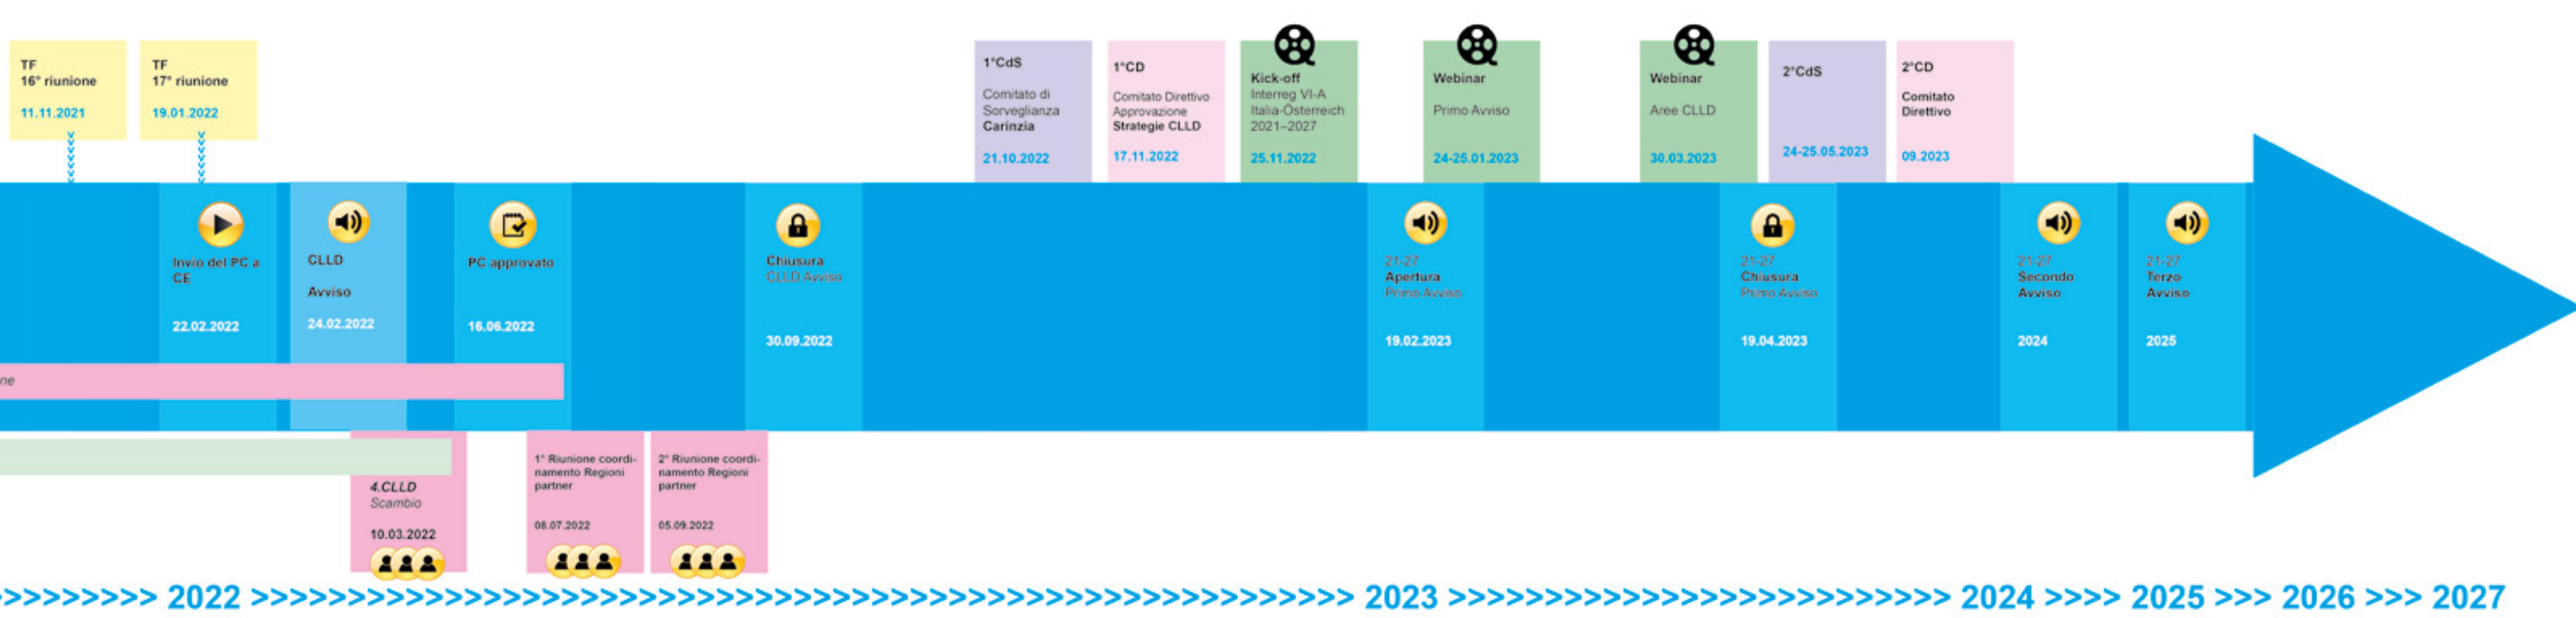 TF
16° riunione
11.11.2021
TF
17° riunione
19.01.2022
1°CdS
Comitato di
Sorveglianza
Carinzia
21.10.2022
1°CD
Comitato Direttivo
Approvazione
Strategie CLLD
17.11.2022
Kick-off
Interreg VI-A
Italia-Österreich
2021–2027
25.11.2022
Webinar
Primo Avviso
24-25.01.2023
Webinar
Aree CLLD
30.03.2023
2°CdS
24-25.05.2023
2°CD
Comitato
Direttivo
09.2023
Invio del PC a
CE
22.02.2022
CLLD
Avviso
24.02.2022
PC approvato
16.06.2022
Chiusura
CLLD Avviso
30.09.2022
21-27
Apertura
Primo Avviso
19.02.2023
21-27
Chiusura
Primo Avviso
19.04.2023
21-27
Secondo
Avviso
2024
21-27
Terzo
Avviso
2025
ne
4.CLLD
Scambio
10.03.2022
1° Riunione coordi-
namento Regioni
partner
08.07.2022
2° Riunione coordi-
namento Regioni
partner
05.09.2022
2022 2023 2024 >>>> 2025 >>> 2026 >>> 2027